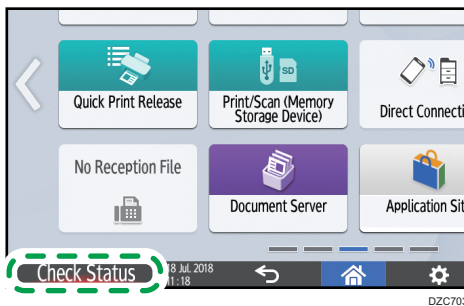 SD
Quick Print Release
Print/Scan (Memory
Storage Device)
Direct Connecti
No Reception File
Document Server
Application Sit
Check Status
18 Jul. 2018
11:18
DZC703